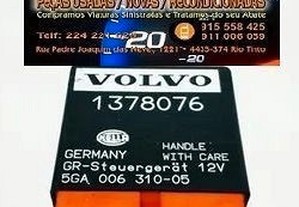 PEÇAS USADAS / NOVAS / RECONDICIONADAS
Compramos Viaturas Sinistradas e Tratamos do seu Abate
Telf: 224 221
915 558 425
911 006 039
20
Rua Padre Joaquim das Neves, 1221 - 4435-374 Rio Tinto
-20
VOLVO
1378076
HELLA
HANDLE
WITH CARE
GERMANY
GR-Steuergerät 12V
5GA 006 310-05